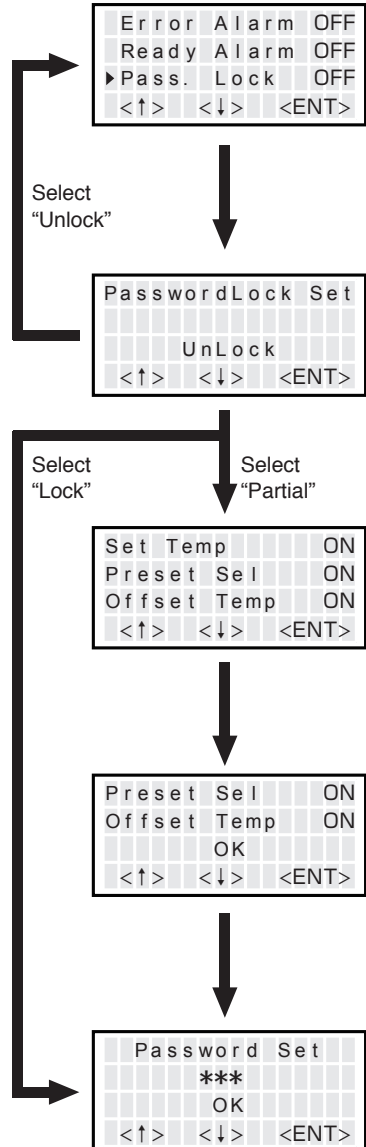 Error Alarm OFF
Ready Alarm OFF
▶Pass. Lock OFF
<↑> <↓> <ENT>
Select
“Unlock”
PasswordLock Set
UnLock
<↑> <↓> <ENT>
Select
“Lock”
Select
“Partial”
Set Temp ON
Preset Sel ON
Offset Temp ON
<↑> <↓> <ENT>
Preset Sel ON
Offset Temp ON
OK
<↑> <↓> <ENT>
Password Set
***
OK
<↑> <↓> <ENT>